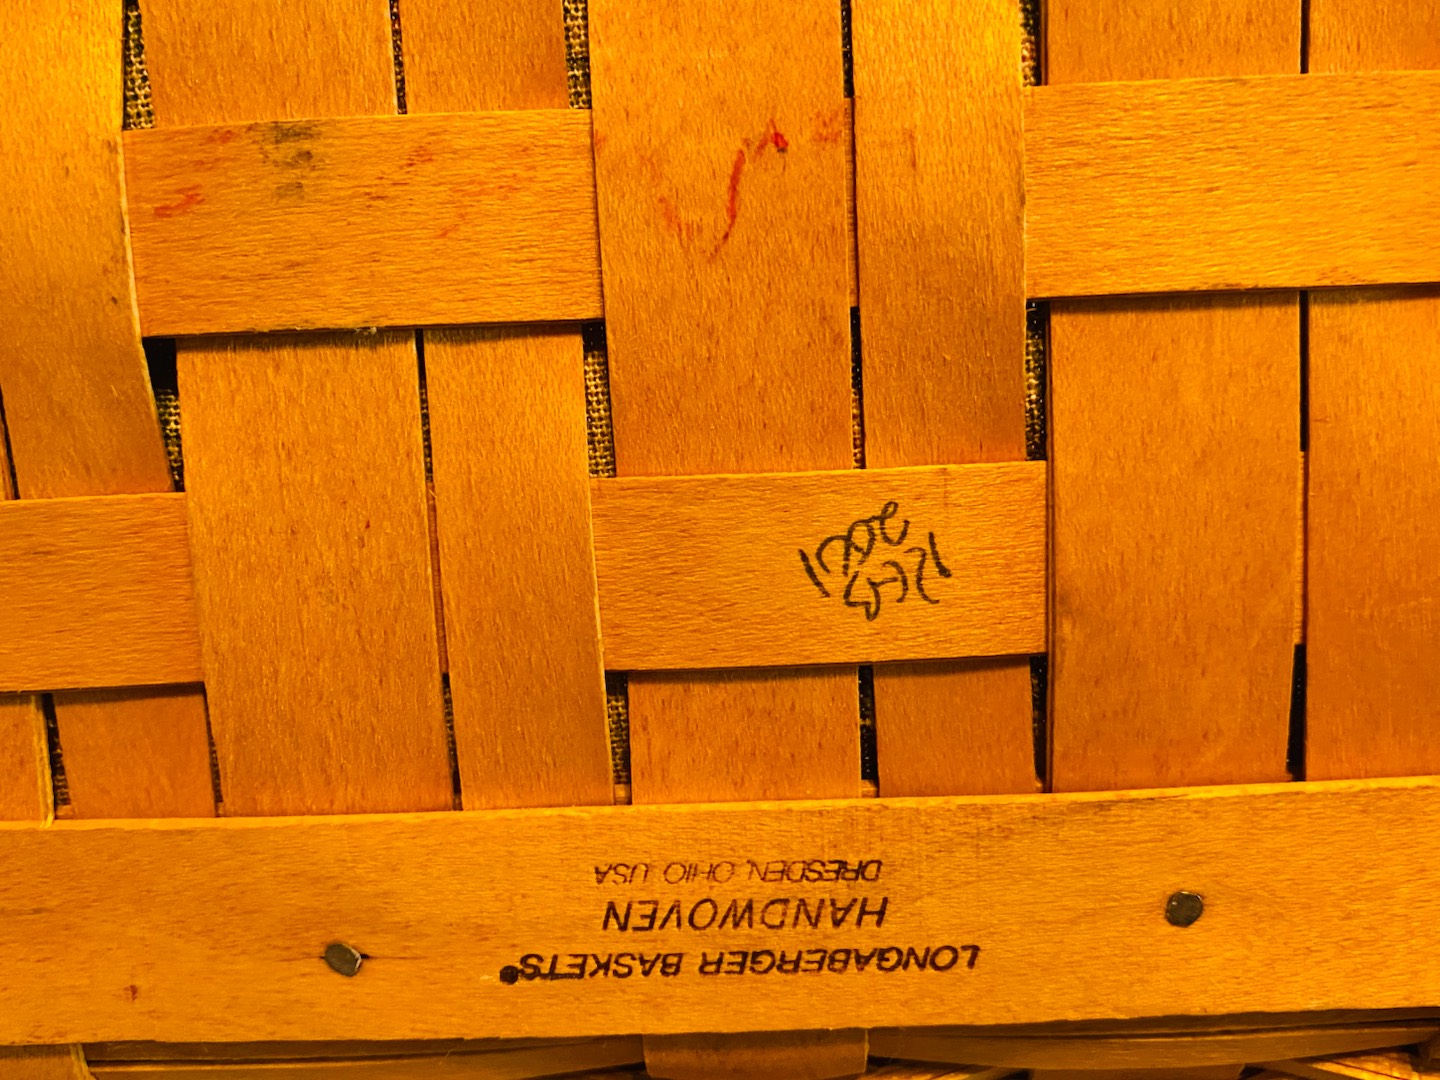 LONGABERGER BASKETS®
HANDWOVEN
DRESDEN, OHIO USA